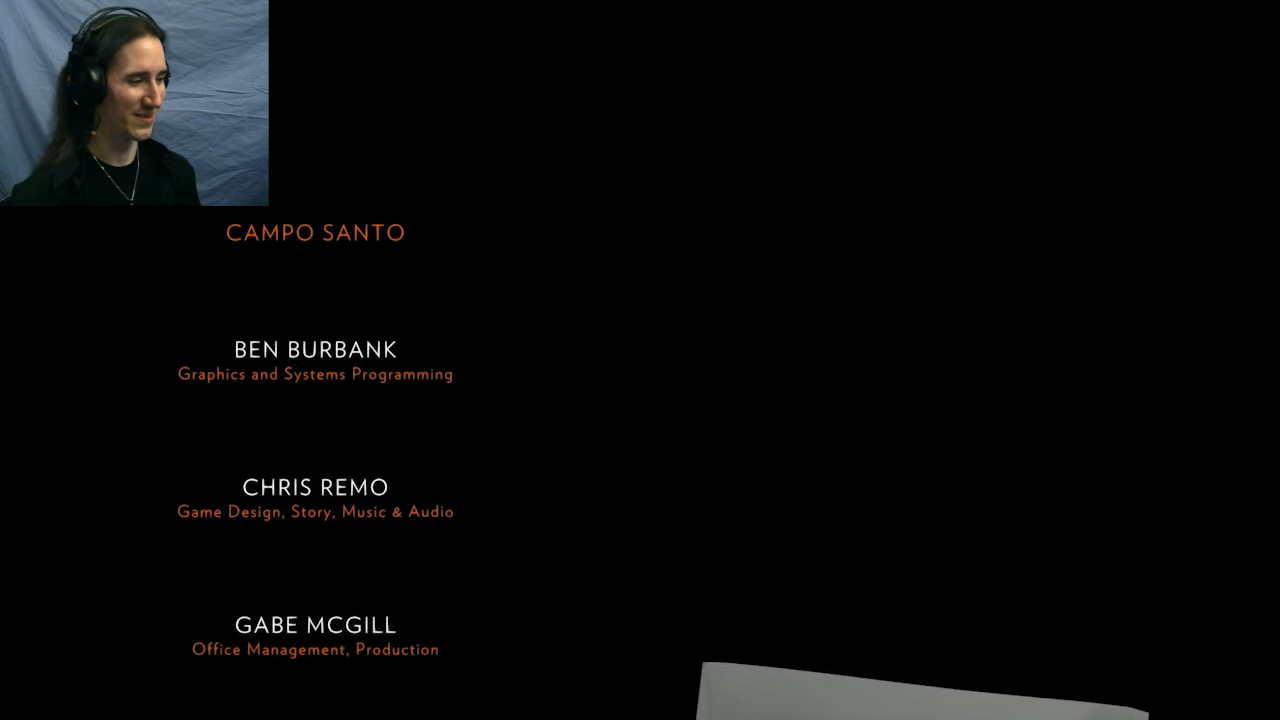 CAMPO SANTO
BEN BURBANK
Graphics and Systems Programming
CHRIS REMO
Game Design, Story, Music & Audio
GABE MCGILL
Office Management, Production